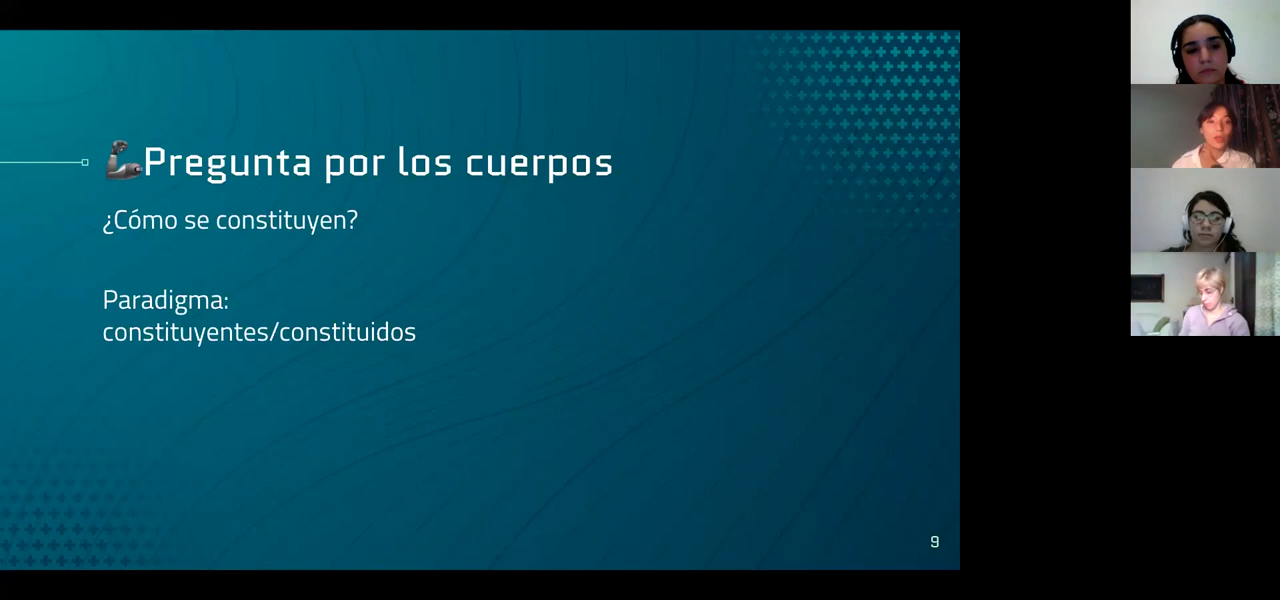 Pregunta por los cuerpos
¿Cómo se constituyen?
Paradigma:
constituyentes/constituidos
9